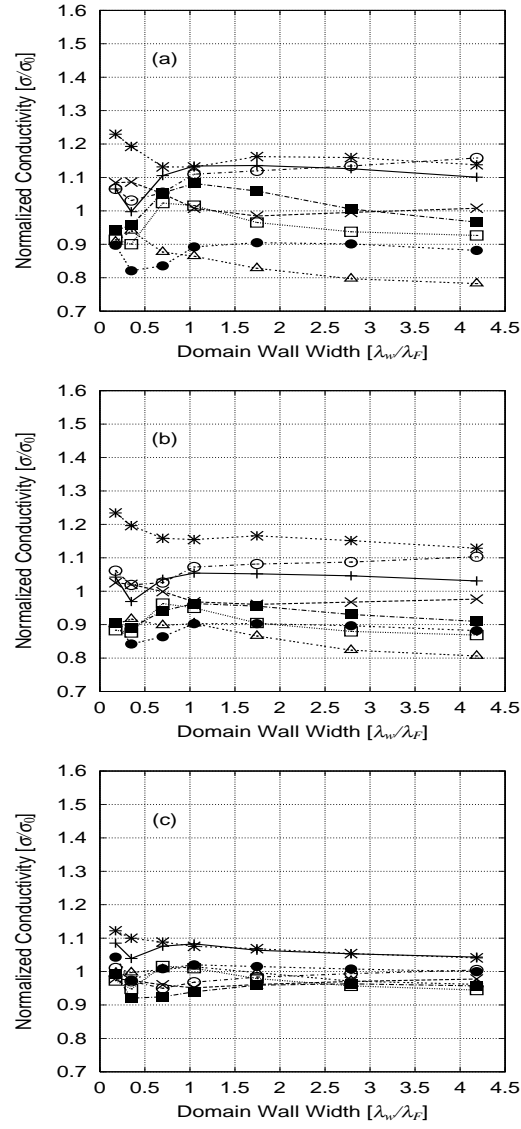 1.6
1.5
1.4
1.3
1.2
1.1
1
0.9
0.8
0.7
(a)
Normalized Conductivity [σ/σ₀]
0 0.5 1 1.5 2 2.5 3 3.5 4 4.5
Domain Wall Width [λw/λF]
1.6
1.5
1.4
1.3
1.2
1.1
1
0.9
0.8
0.7
(b)
Normalized Conductivity [σ/σ₀]
0 0.5 1 1.5 2 2.5 3 3.5 4 4.5
Domain Wall Width [λw/λF]
1.6
1.5
1.4
1.3
1.2
1.1
1
0.9
0.8
0.7
(c)
Normalized Conductivity [σ/σ₀]
0 0.5 1 1.5 2 2.5 3 3.5 4 4.5
Domain Wall Width [λw/λF]